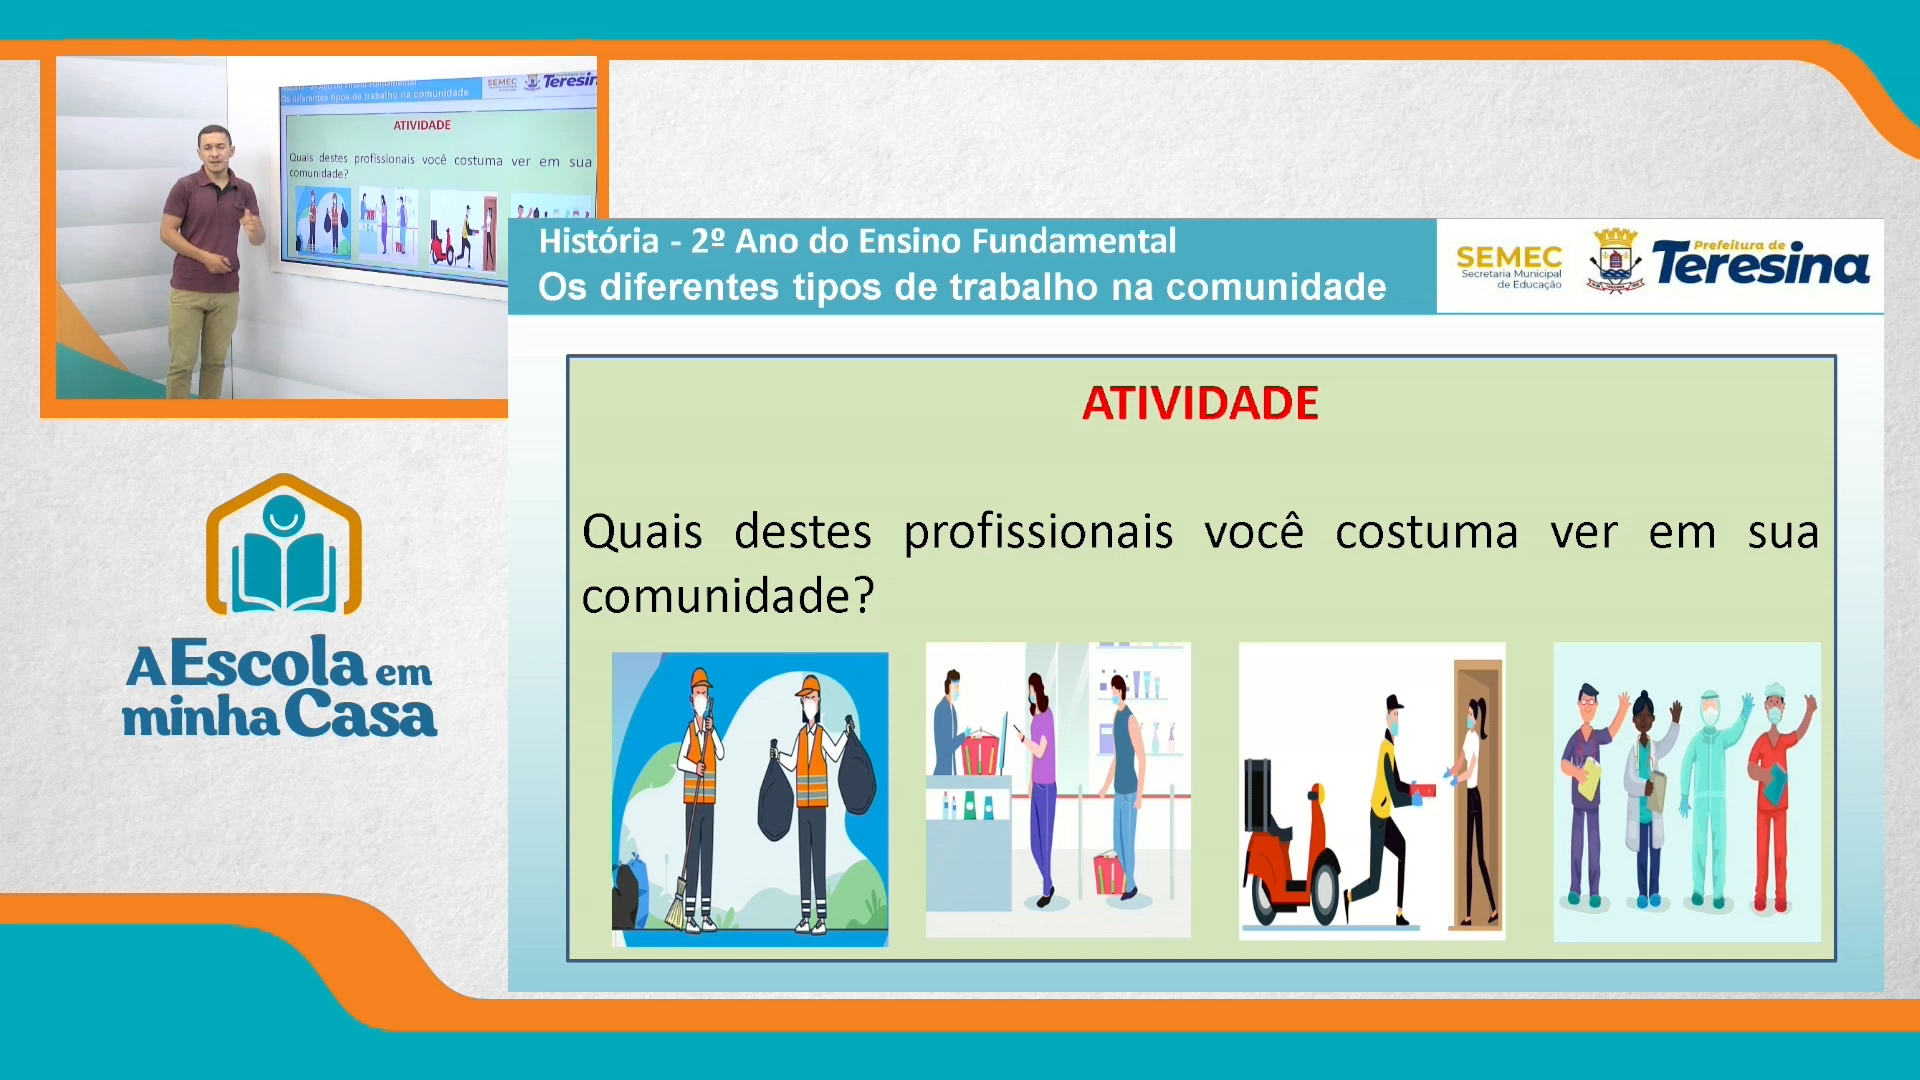 História - 2º Ano do Ensino Fundamental
Os diferentes tipos de trabalho na comunidade
SEMEC
Secretaria Municipal
de Educação
Prefeitura de
Teresina
ATIVIDADE
Quais destes profissionais você costuma ver em sua
comunidade?
Os diferentes tipos de trabalho na comunidade
SEMEC
Teresin
ATIVIDADE
Quais destes profissionais você costuma ver em sua
comunidade?
A Escola em
minha Casa